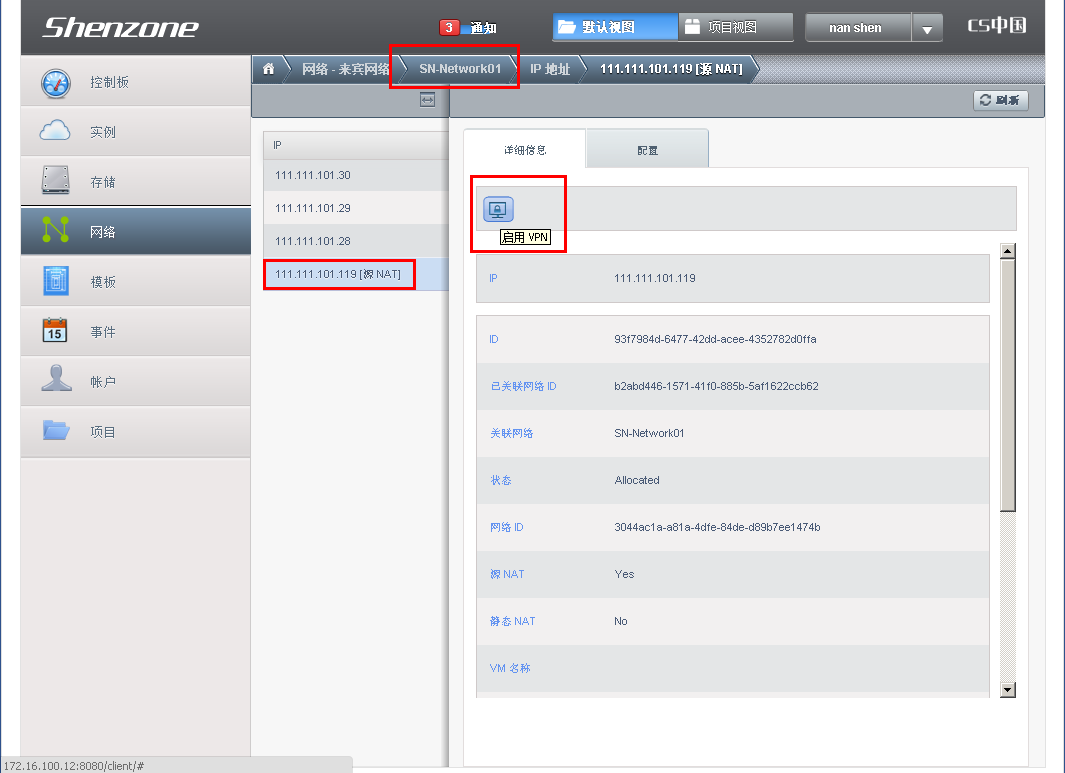 Shenzone
3 通知
默认视图
项目视图
nan shen
CS中国
网络 - 来宾网络
SN-Network01
IP 地址
111.111.101.119 [源 NAT]
刷新
控制板
实例
存储
网络
模板
15
事件
帐户
项目
IP
111.111.101.30
111.111.101.29
111.111.101.28
111.111.101.119 [源 NAT]
详细信息
配置
启用 VPN
IP 111.111.101.119
ID 93f7984d-6477-42dd-acee-4352782d0ffa
已关联网络 ID b2abd446-1571-41f0-885b-5af1622ccb62
关联网络 SN-Network01
状态 Allocated
网络 ID 3044ac1a-a81a-4dfe-84de-d89b7ee1474b
源 NAT Yes
静态 NAT No
VM 名称
172.16.100.12:8080/client/#